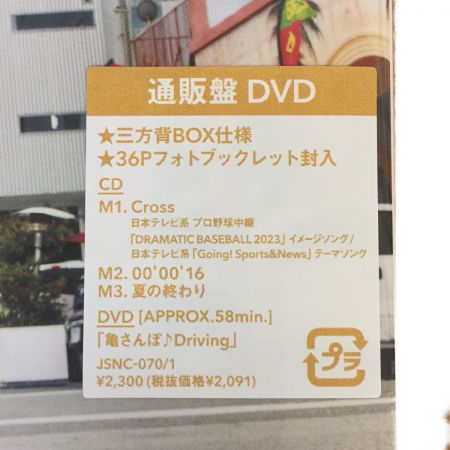 通販盤 DVD
★三方背BOX仕様
★36Pフォトブックレット封入
CD
M1. Cross
日本テレビ系 プロ野球中継
「DRAMATIC BASEBALL 2023」イメージソング/
日本テレビ系「Going! Sports&News」テーマソング
M2. 00'00'16
M3. 夏の終わり
DVD [APPROX.58min.]
「亀さんぽ♪Driving」
JSNC-070/1
¥2,300 (税抜価格¥2,091)
プラ